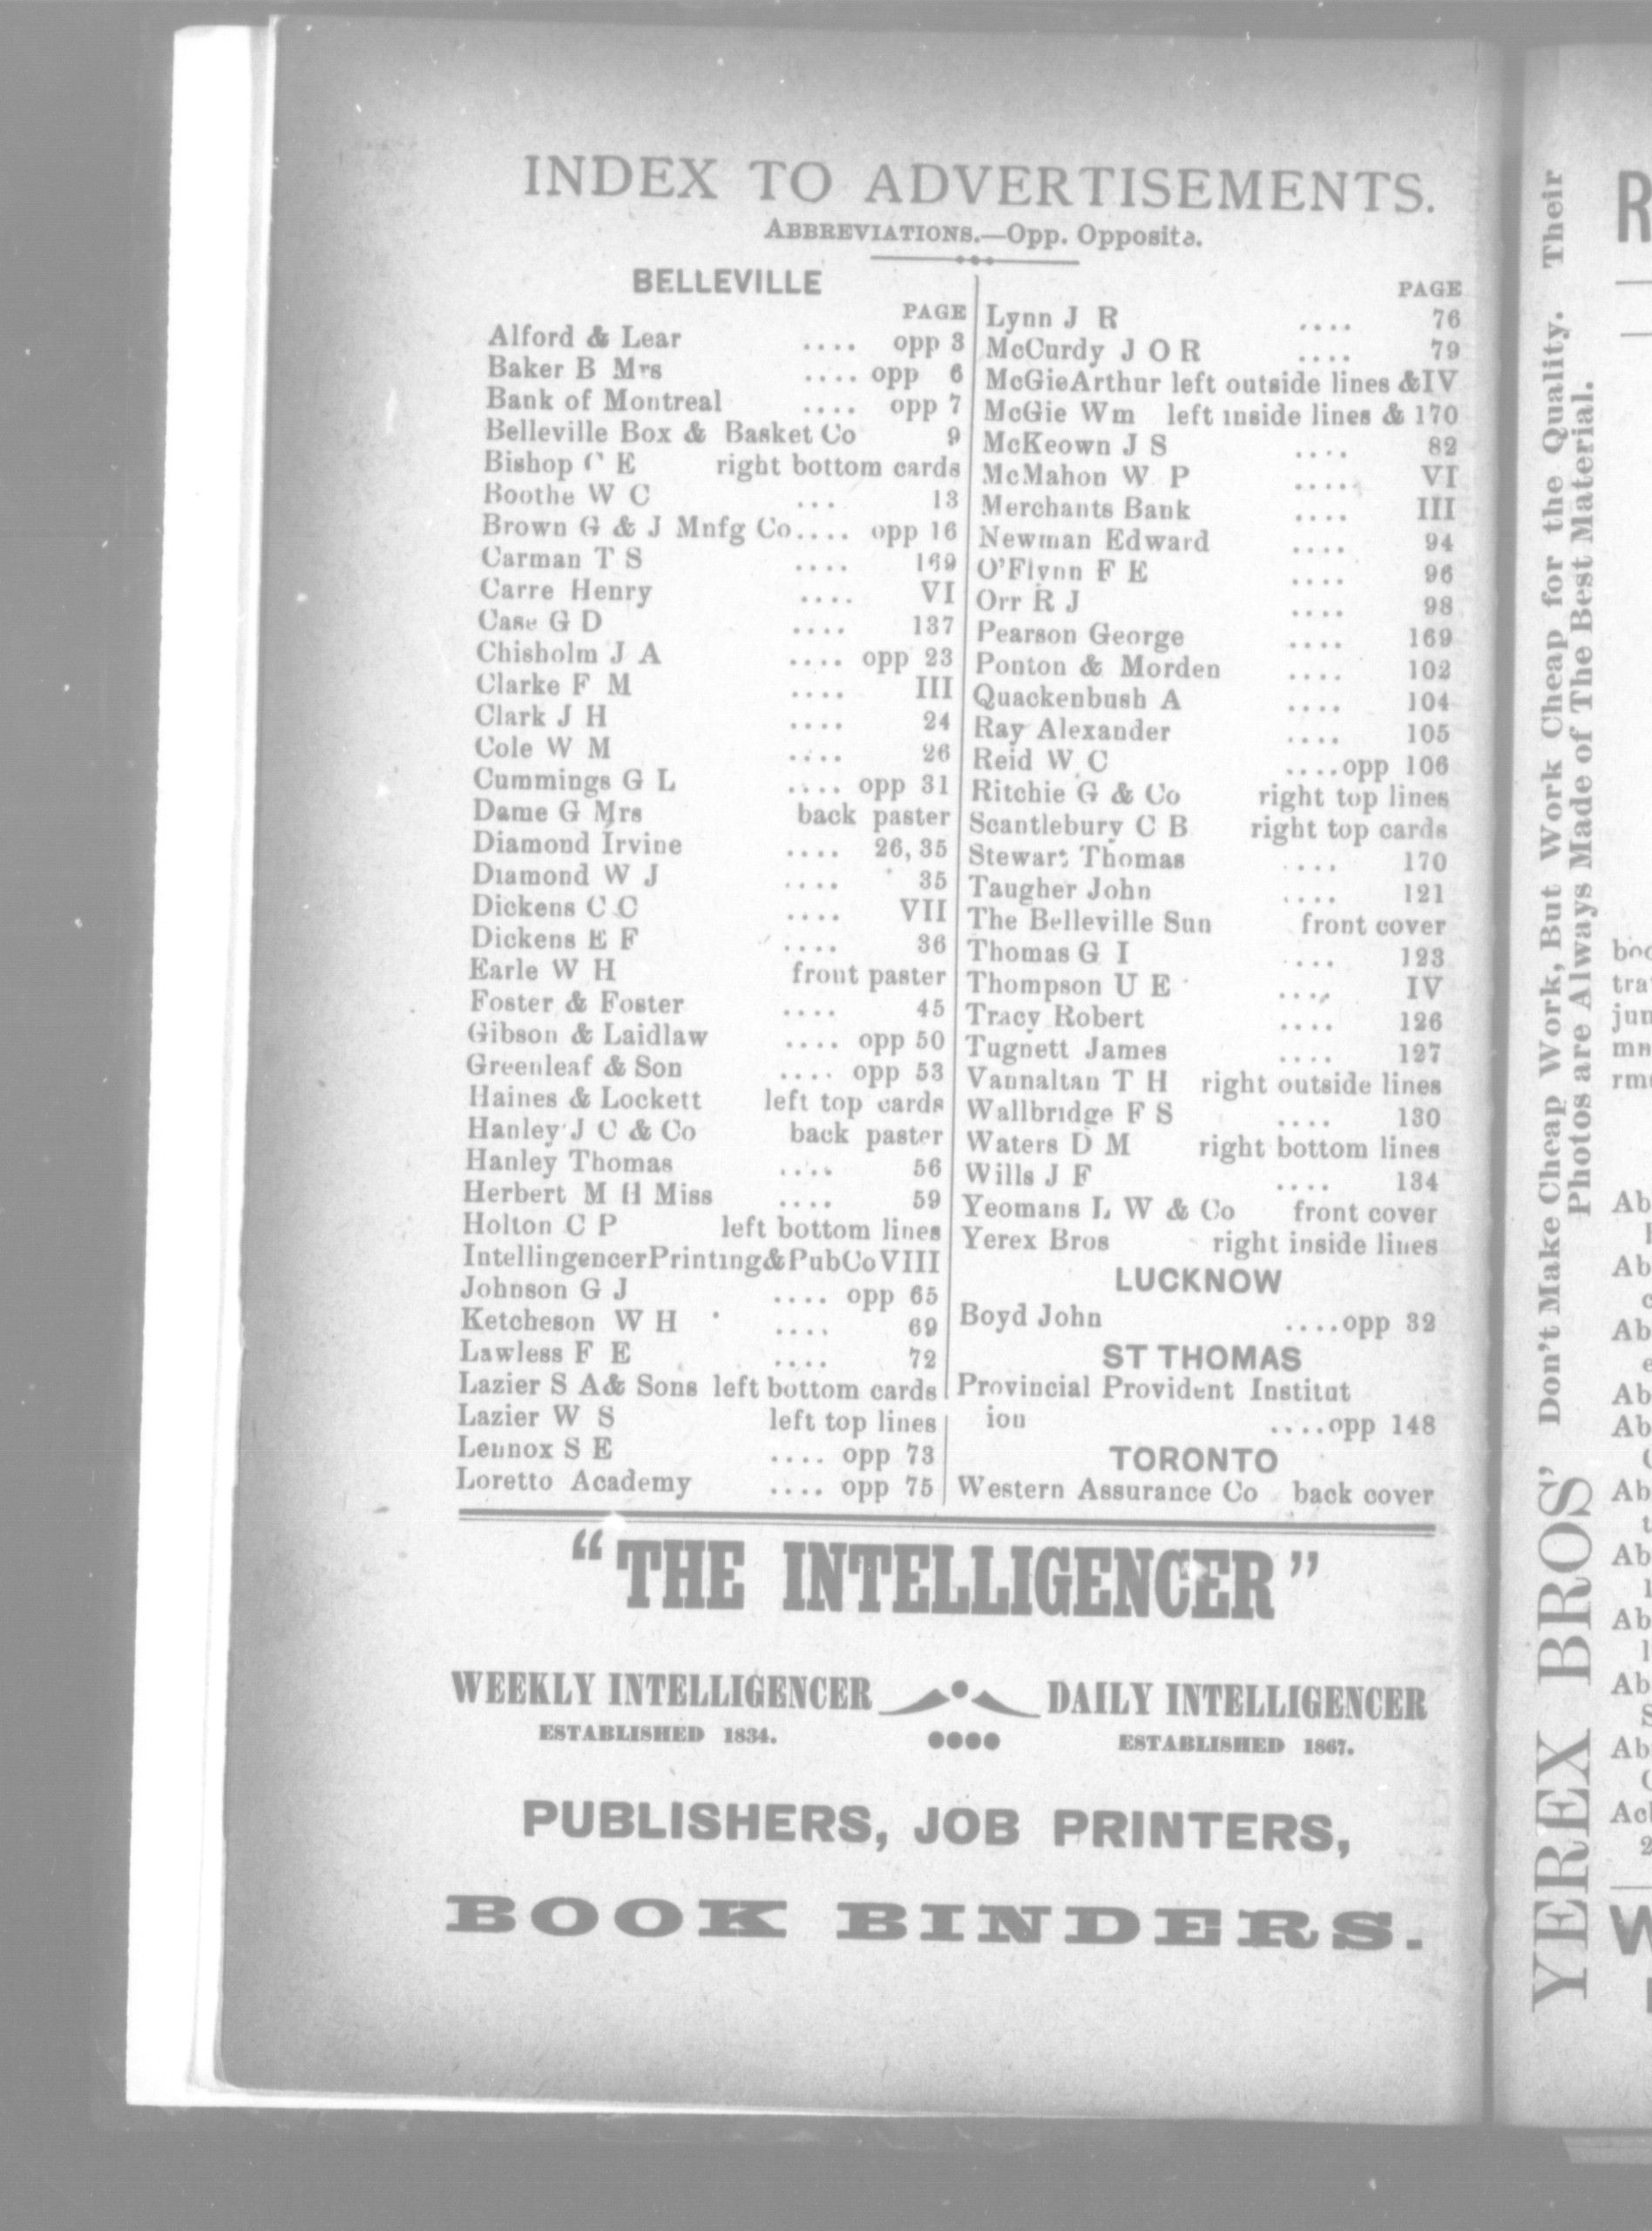 INDEX TO ADVERTISEMENTS.
ABBREVIATIONS.—Opp. Opposite.
BELLEVILLE
PAGE
Alford & Lear .... opp 3
Baker B Mrs .... opp 6
Bank of Montreal .... opp 7
Belleville Box & Basket Co 9
Bishop C E right bottom cards
Boothe W C ... 13
Brown G & J Mnfg Co.... opp 16
Carman T S .... 169
Carre Henry .... VI
Case G D .... 137
Chisholm J A .... opp 23
Clarke F M .... III
Clark J H .... 24
Cole W M .... 26
Cummings G L .... opp 31
Dame G Mrs back paster
Diamond Irvine .... 26, 35
Diamond W J .... 35
Dickens C C .... VII
Dickens E F .... 36
Earle W H front paster
Foster & Foster .... 45
Gibson & Laidlaw .... opp 50
Greenleaf & Son .... opp 53
Haines & Lockett left top cards
Hanley J C & Co back paster
Hanley Thomas .... 56
Herbert M H Miss .... 59
Holton C P left bottom lines
IntellingencerPrinting&PubCoVIII
Johnson G J .... opp 65
Ketcheson W H .... 69
Lawless F E .... 72
Lazier S A& Sons left bottom cards
Lazier W S left top lines
Lennox S E .... opp 73
Loretto Academy .... opp 75
PAGE
Lynn J R .... 76
McCurdy J O R .... 79
McGieArthur left outside lines &IV
McGie Wm left inside lines & 170
McKeown J S .... 82
McMahon W P ..... VI
Merchants Bank .... III
Newman Edward .... 94
O'Flynn F E .... 96
Orr R J .... 98
Pearson George .... 169
Ponton & Morden .... 102
Quackenbush A .... 104
Ray Alexander .... 105
Reid W C ....opp 106
Ritchie G & Co right top lines
Scantlebury C B right top cards
Stewart Thomas .... 170
Taugher John .... 121
The Belleville Sun front cover
Thomas G I ... 123
Thompson U E .... IV
Tracy Robert .... 126
Tugnett James .... 127
Vannaltan T H right outside lines
Wallbridge F S .... 130
Waters D M right bottom lines
Wills J F .... 134
Yeomans L W & Co front cover
Yerex Bros right inside lines
LUCKNOW
Boyd John ....opp 32
ST THOMAS
Provincial Provident Institut
ion ....opp 148
TORONTO
Western Assurance Co back cover
"THE INTELLIGENCER"
WEEKLY INTELLIGENCER
ESTABLISHED 1834.
DAILY INTELLIGENCER
ESTABLISHED 1867.
PUBLISHERS, JOB PRINTERS,
BOOK BINDERS.
YEREX BROS' Don't Make Cheap Work, But Work Cheap for the Quality. Their
Photos are Always Made of The Best Material.